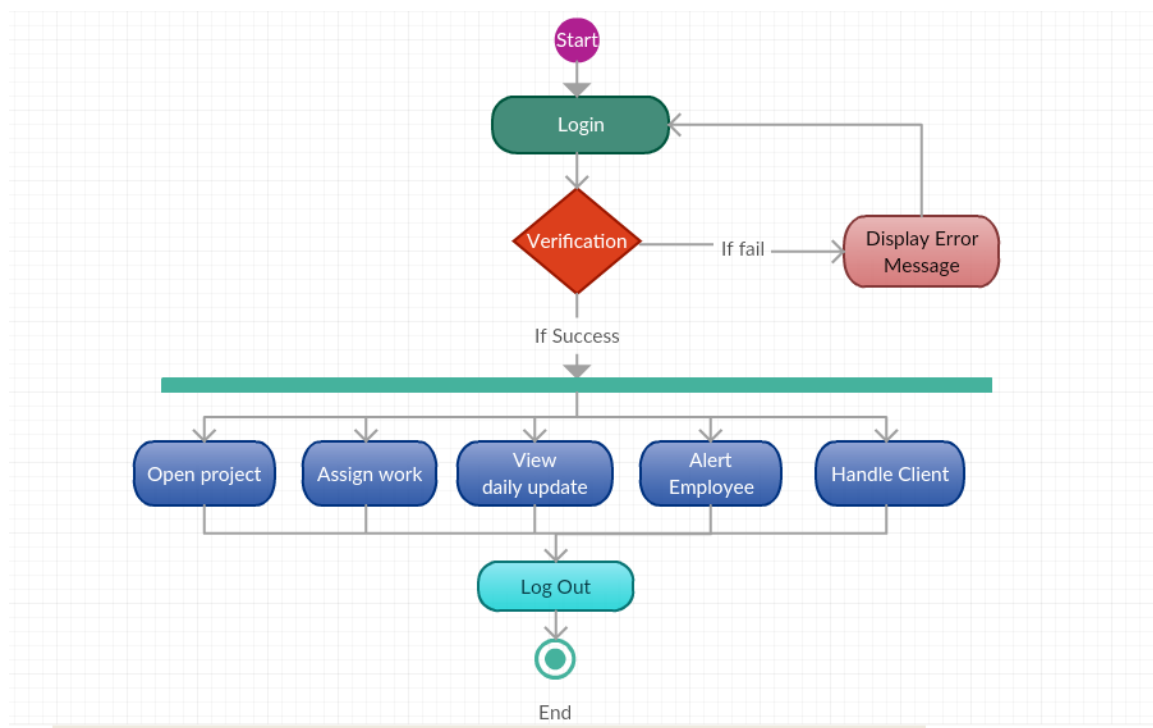 Start
Login
Verification
If fail
Display Error
Message
If Success
Open project
Assign work
View
daily update
Alert
Employee
Handle Client
Log Out
End